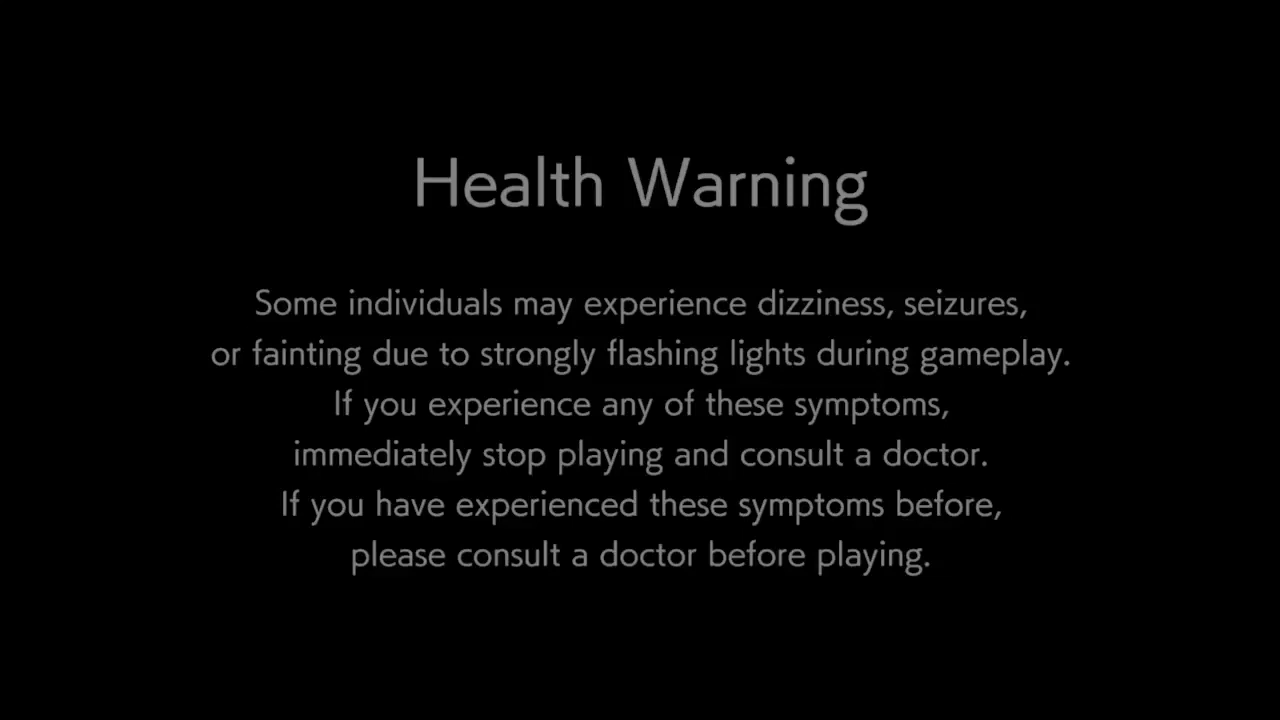 Health Warning
Some individuals may experience dizziness, seizures,
or fainting due to strongly flashing lights during gameplay.
If you experience any of these symptoms,
immediately stop playing and consult a doctor.
If you have experienced these symptoms before,
please consult a doctor before playing.